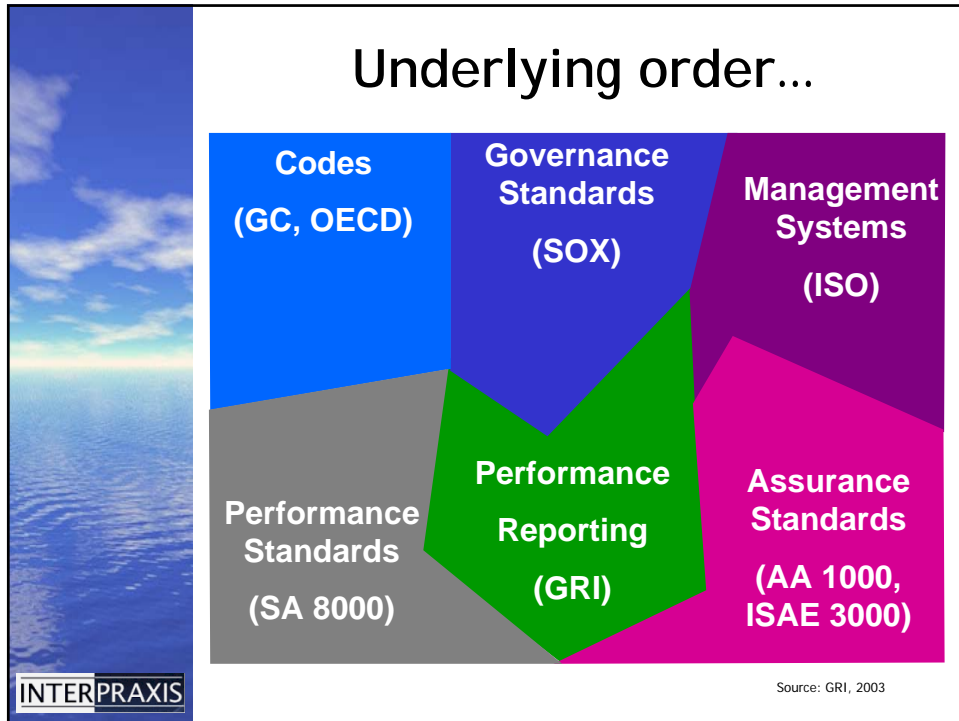 Underlying order...
Codes
(GC, OECD)
Governance
Standards
(SOX)
Management
Systems
(ISO)
Performance
Standards
(SA 8000)
Performance
Reporting
(GRI)
Assurance
Standards
(AA 1000,
ISAE 3000)
INTERPRAXIS
Source: GRI, 2003